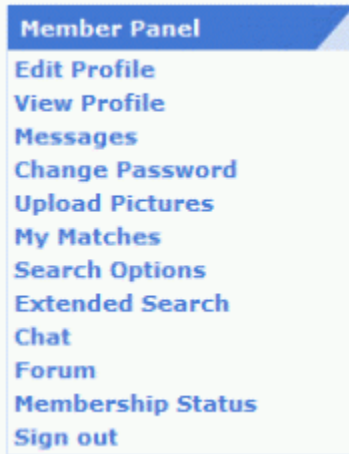 Member Panel
Edit Profile
View Profile
Messages
Change Password
Upload Pictures
My Matches
Search Options
Extended Search
Chat
Forum
Membership Status
Sign out